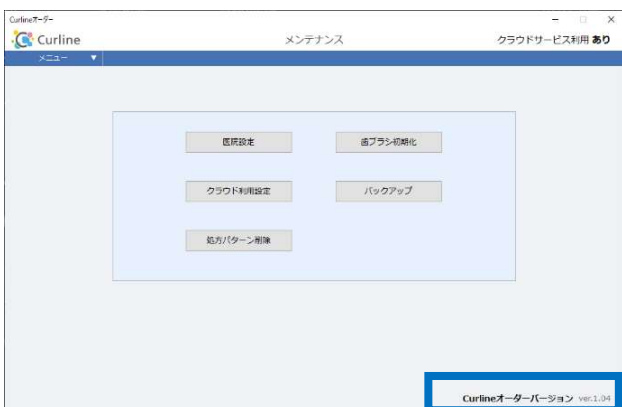 Curlineオーダー
Curline メンテナンス クラウドサービス利用 あり
メニュー ▼
医院設定 歯ブラシ初期化
クラウド利用設定 バックアップ
処方パターン削除
Curlineオーダーバージョン ver.1.04